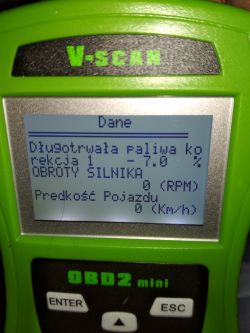 V-SCAN
Dane
Długotrwała paliwa ko
rekcja 1 - 7.0 %
OBROTY SILNIKA
0 (RPM)
Predkość Pojazdu
0 (Km/h)
OBD2 mini
ENTER
ESC